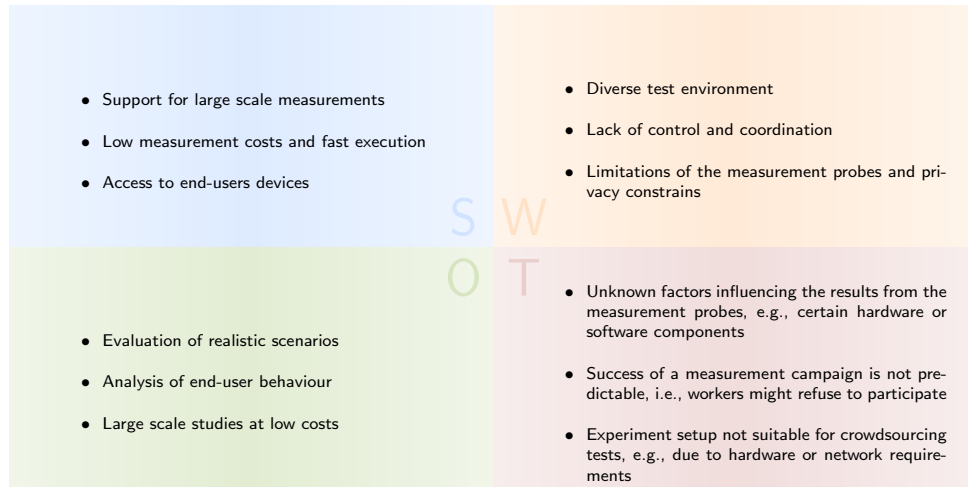 • Support for large scale measurements
• Low measurement costs and fast execution
• Access to end-users devices
S
• Diverse test environment
• Lack of control and coordination
• Limitations of the measurement probes and pri-
vacy constrains
W
O
• Evaluation of realistic scenarios
• Analysis of end-user behaviour
• Large scale studies at low costs
T
• Unknown factors influencing the results from the
measurement probes, e.g., certain hardware or
software components
• Success of a measurement campaign is not pre-
dictable, i.e., workers might refuse to participate
• Experiment setup not suitable for crowdsourcing
tests, e.g., due to hardware or network require-
ments